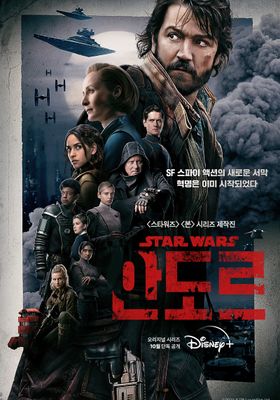 SF 스파이 액션의 새로운 서막
혁명은 이미 시작되었다
<스타워즈> <본> 시리즈 제작진
STAR WARS
안도르
오리지널 시리즈
10월 단독 공개
Disney+